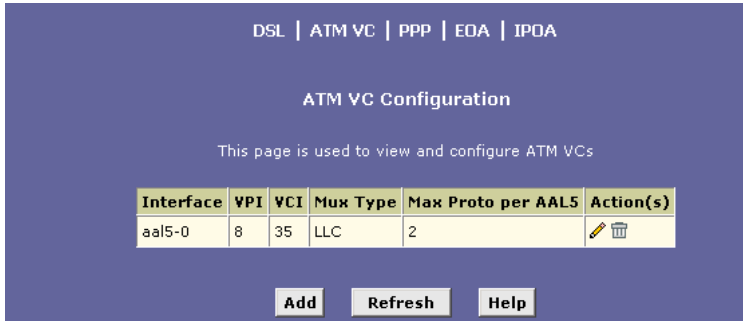 DSL | ATM VC | PPP | EOA | IPOA
ATM VC Configuration
This page is used to view and configure ATM VCs
Interface VPI VCI Mux Type Max Proto per AAL5 Action(s)
aal5-0 8 35 LLC 2
Add Refresh Help